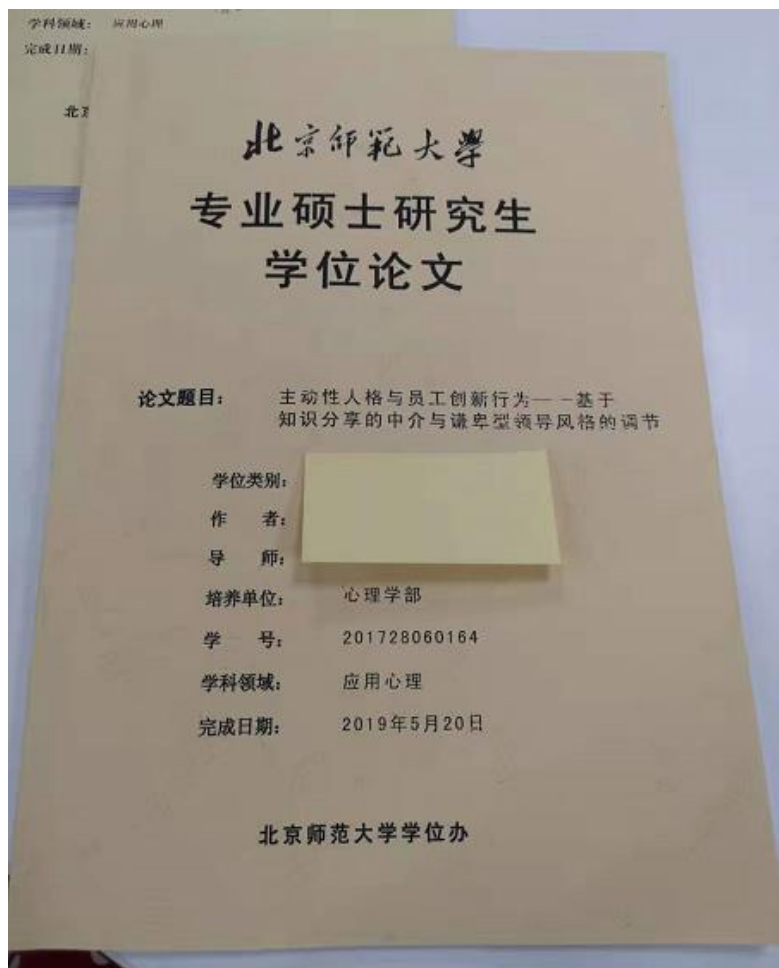 学科领域： 应用心理
完成日期：
北京
北京师范大学
专业硕士研究生
学位论文
论文题目： 主动性人格与员工创新行为——基于
知识分享的中介与谦卑型领导风格的调节
学位类别：
作 者：
导 师：
培养单位： 心理学部
学 号： 201728060164
学科领域： 应用心理
完成日期： 2019年5月20日
北京师范大学学位办